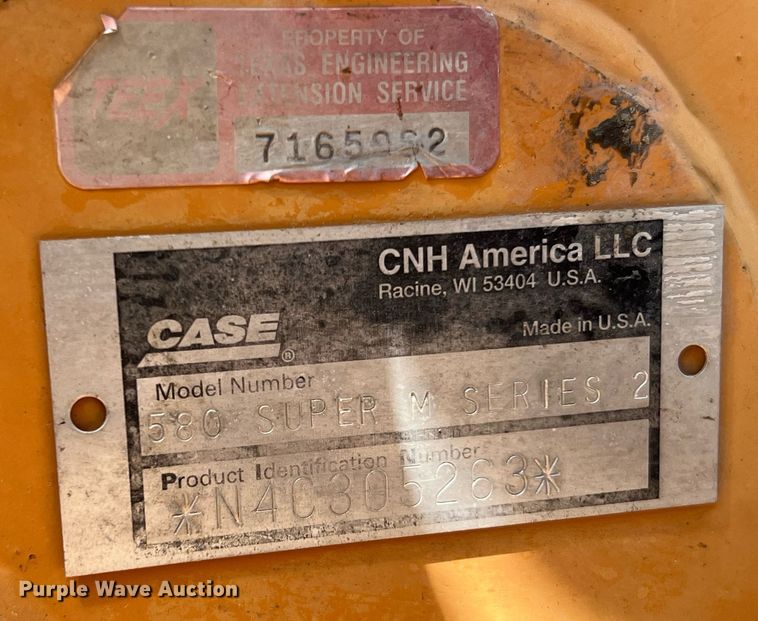 PROPERTY OF
TEXAS ENGINEERING
EXTENSION SERVICE
TEEX
CNH America LLC
Racine, WI 53404 U.S.A.
CASE®
Made in U.S.A.
Model Number
580 SUPER M SERIES 2
Product Identification Number
*N4C305263*
Purple Wave Auction